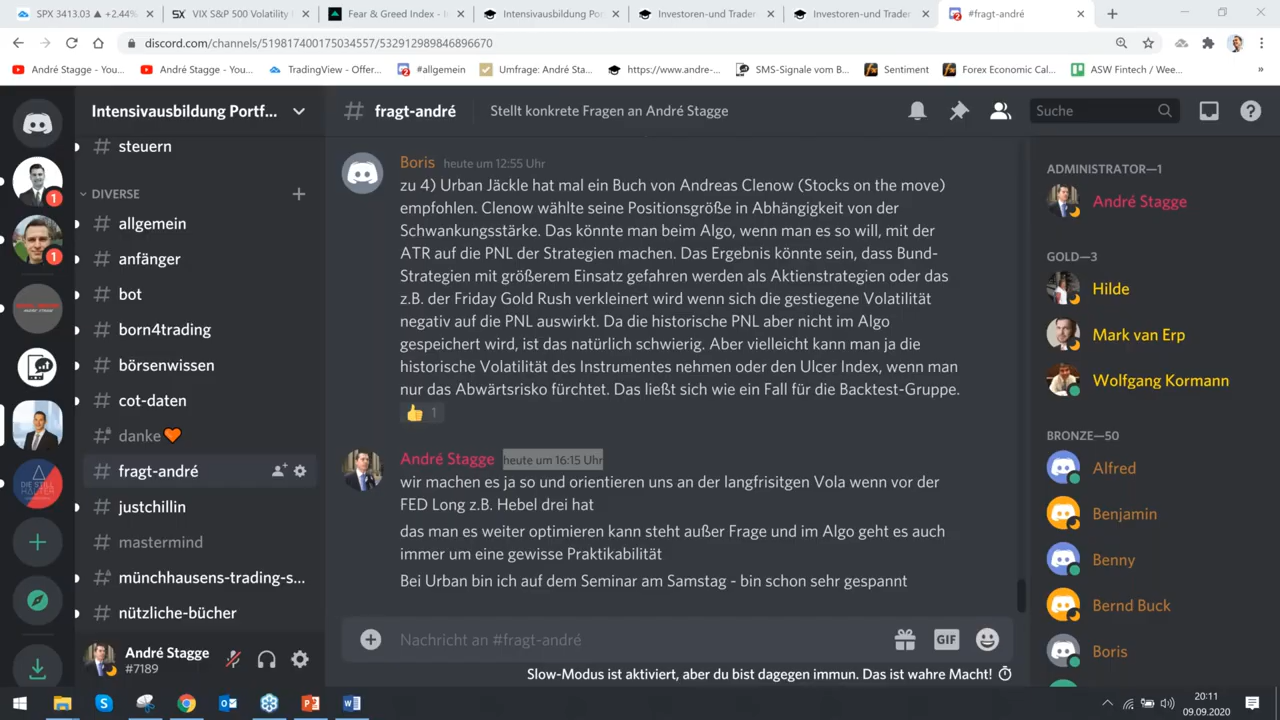 SPX 3413.03 ▲ +2.44%
VIX S&P 500 Volatility
Fear & Greed Index -
Intensivausbildung Po
Investoren-und Trader
Investoren-und Trader
#fragt-andré
discord.com/channels/519817400175034557/532912989846896670
André Stagge - You...
André Stagge - You...
TradingView - Offer...
#allgemein
Umfrage: André Sta...
https://www.andre-...
SMS-Signale vom B...
Sentiment
Forex Economic Cal...
ASW Fintech / Wee...
»
Intensivausbildung Portf...
# fragt-andré
Stellt konkrete Fragen an André Stagge
Suche
# steuern
DIVERSE
# allgemein
# anfänger
# bot
# born4trading
# börsenwissen
# cot-daten
# danke🧡
# fragt-andré
# justchillin
# mastermind
# münchhausens-trading-s...
# nützliche-bücher
André Stagge
#7189
1
1
Boris heute um 12:55 Uhr
zu 4) Urban Jäckle hat mal ein Buch von Andreas Clenow (Stocks on the move)
empfohlen. Clenow wählte seine Positionsgröße in Abhängigkeit von der
Schwankungsstärke. Das könnte man beim Algo, wenn man es so will, mit der
ATR auf die PNL der Strategien machen. Das Ergebnis könnte sein, dass Bund-
Strategien mit größerem Einsatz gefahren werden als Aktienstrategien oder das
z.B. der Friday Gold Rush verkleinert wird wenn sich die gestiegene Volatilität
negativ auf die PNL auswirkt. Da die historische PNL aber nicht im Algo
gespeichert wird, ist das natürlich schwierig. Aber vielleicht kann man ja die
historische Volatilität des Instrumentes nehmen oder den Ulcer Index, wenn man
nur das Abwärtsrisiko fürchtet. Das ließt sich wie ein Fall für die Backtest-Gruppe.
👍 1
André Stagge heute um 16:15 Uhr
wir machen es ja so und orientieren uns an der langfrisitgen Vola wenn vor der
FED Long z.B. Hebel drei hat
das man es weiter optimieren kann steht außer Frage und im Algo geht es auch
immer um eine gewisse Praktikabilität
Bei Urban bin ich auf dem Seminar am Samstag - bin schon sehr gespannt
Nachricht an #fragt-andré
GIF
Slow-Modus ist aktiviert, aber du bist dagegen immun. Das ist wahre Macht!
ADMINISTRATOR—1
André Stagge
GOLD—3
Hilde
Mark van Erp
Wolfgang Kormann
BRONZE—50
Alfred
Benjamin
Benny
Bernd Buck
Boris
20:11
09.09.2020